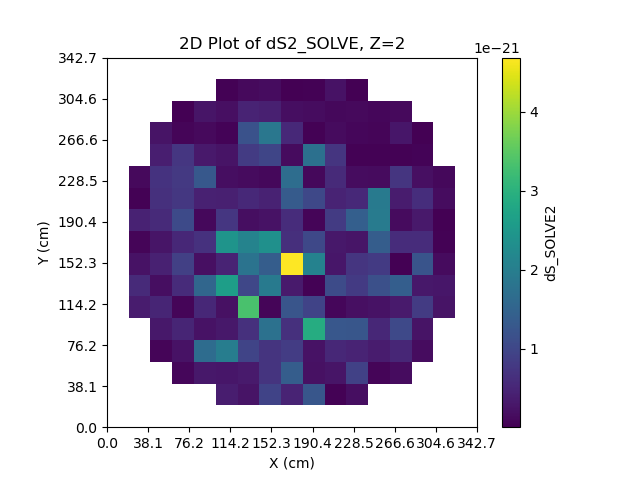 2D Plot of dS2_SOLVE, Z=2
1e−21
342.7
304.6
266.6
228.5
190.4
152.3
114.2
76.2
38.1
0.0
Y (cm)
0.0 38.1 76.2 114.2 152.3 190.4 228.5 266.6 304.6 342.7
X (cm)
4
3
2
1
dS_SOLVE2